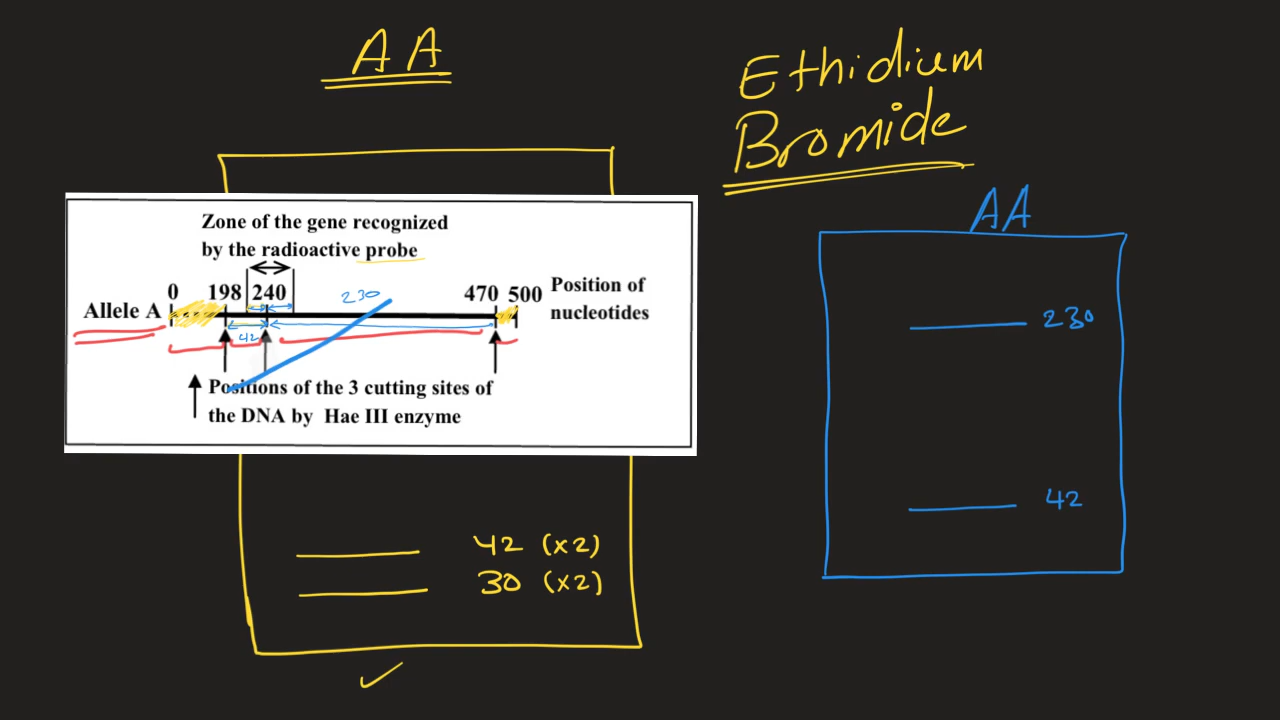 AA
Ethidium
Bromide
Zone of the gene recognized
by the radioactive probe
0 198 240 470 500
Position of
nucleotides
Allele A
230
42
Positions of the 3 cutting sites of
the DNA by Hae III enzyme
42 (x2)
30 (x2)
AA
230
42